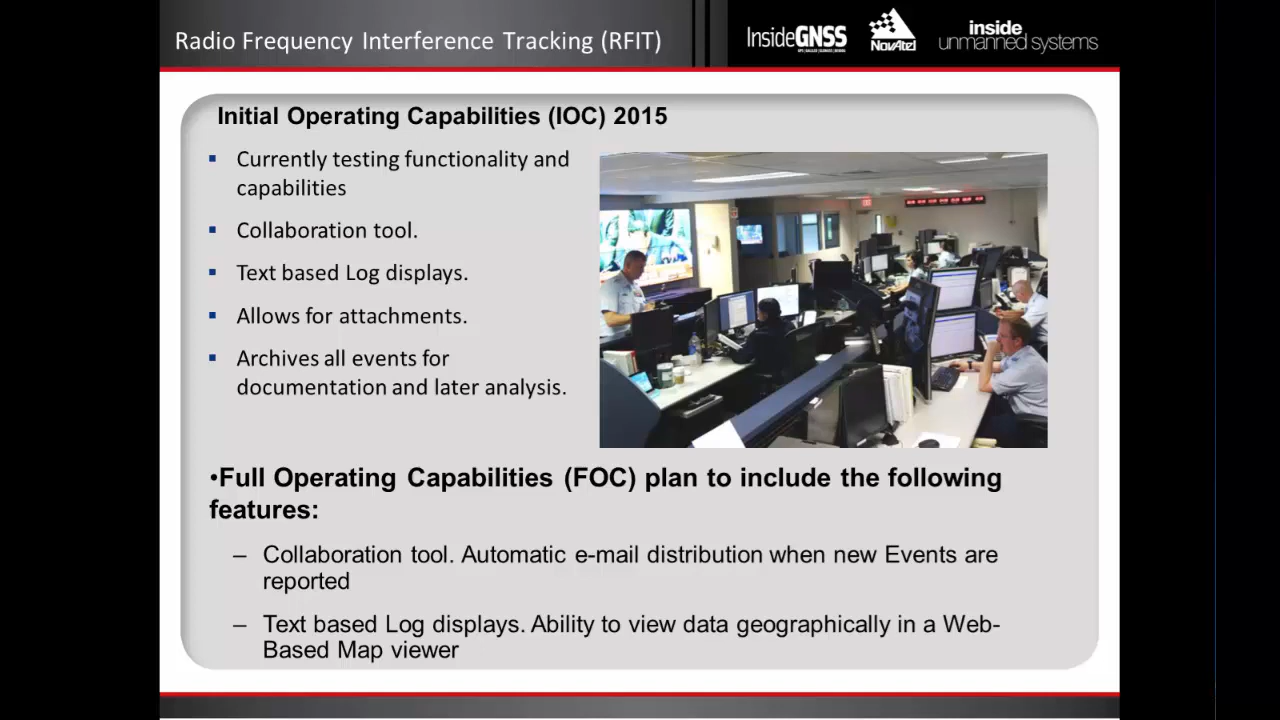 Radio Frequency Interference Tracking (RFIT)
InsideGNSS
NovAtel
inside
unmanned systems
Initial Operating Capabilities (IOC) 2015
▪ Currently testing functionality and
capabilities
▪ Collaboration tool.
▪ Text based Log displays.
▪ Allows for attachments.
▪ Archives all events for
documentation and later analysis.
•Full Operating Capabilities (FOC) plan to include the following
features:
– Collaboration tool. Automatic e-mail distribution when new Events are
reported
– Text based Log displays. Ability to view data geographically in a Web-
Based Map viewer